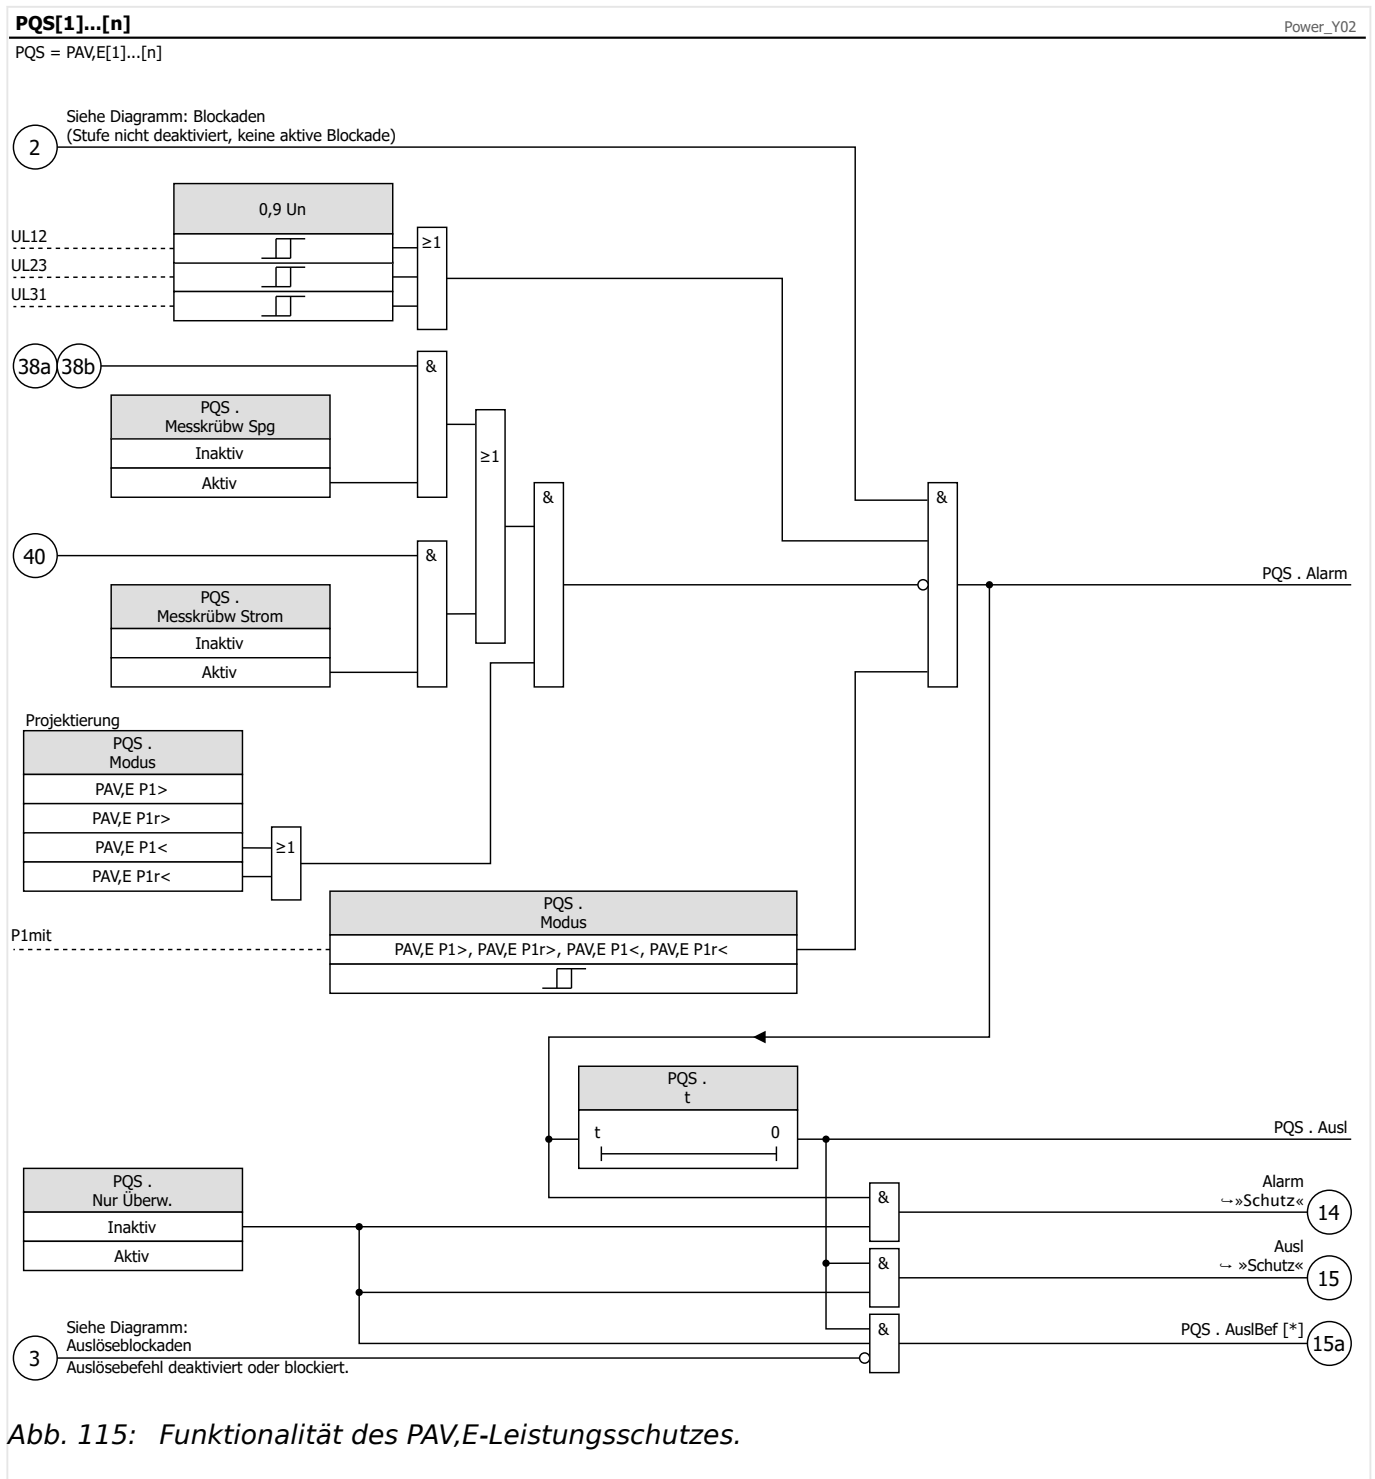 PQS[1]...[n]
Power_Y02
PQS = PAV,E[1]...[n]
Siehe Diagramm: Blockaden
(Stufe nicht deaktiviert, keine aktive Blockade)
2
0,9 Un
UL12
UL23
UL31
≥1
38a 38b
&
PQS .
Messkrübw Spg
Inaktiv
Aktiv
≥1
&
&
40
&
PQS .
Messkrübw Strom
Inaktiv
Aktiv
PQS . Alarm
Projektierung
PQS .
Modus
PAV,E P1>
PAV,E P1r>
PAV,E P1<
PAV,E P1r<
≥1
PQS .
Modus
P1mit
PAV,E P1>, PAV,E P1r>, PAV,E P1<, PAV,E P1r<
PQS .
t
t 0
PQS . Ausl
PQS .
Nur Überw.
Inaktiv
Aktiv
&
Alarm
↪»Schutz«
14
&
Ausl
↪ »Schutz«
15
&
PQS . AuslBef [*]
15a
Siehe Diagramm:
Auslöseblockaden
3
Auslösebefehl deaktiviert oder blockiert.
Abb. 115: Funktionalität des PAV,E-Leistungsschutzes.